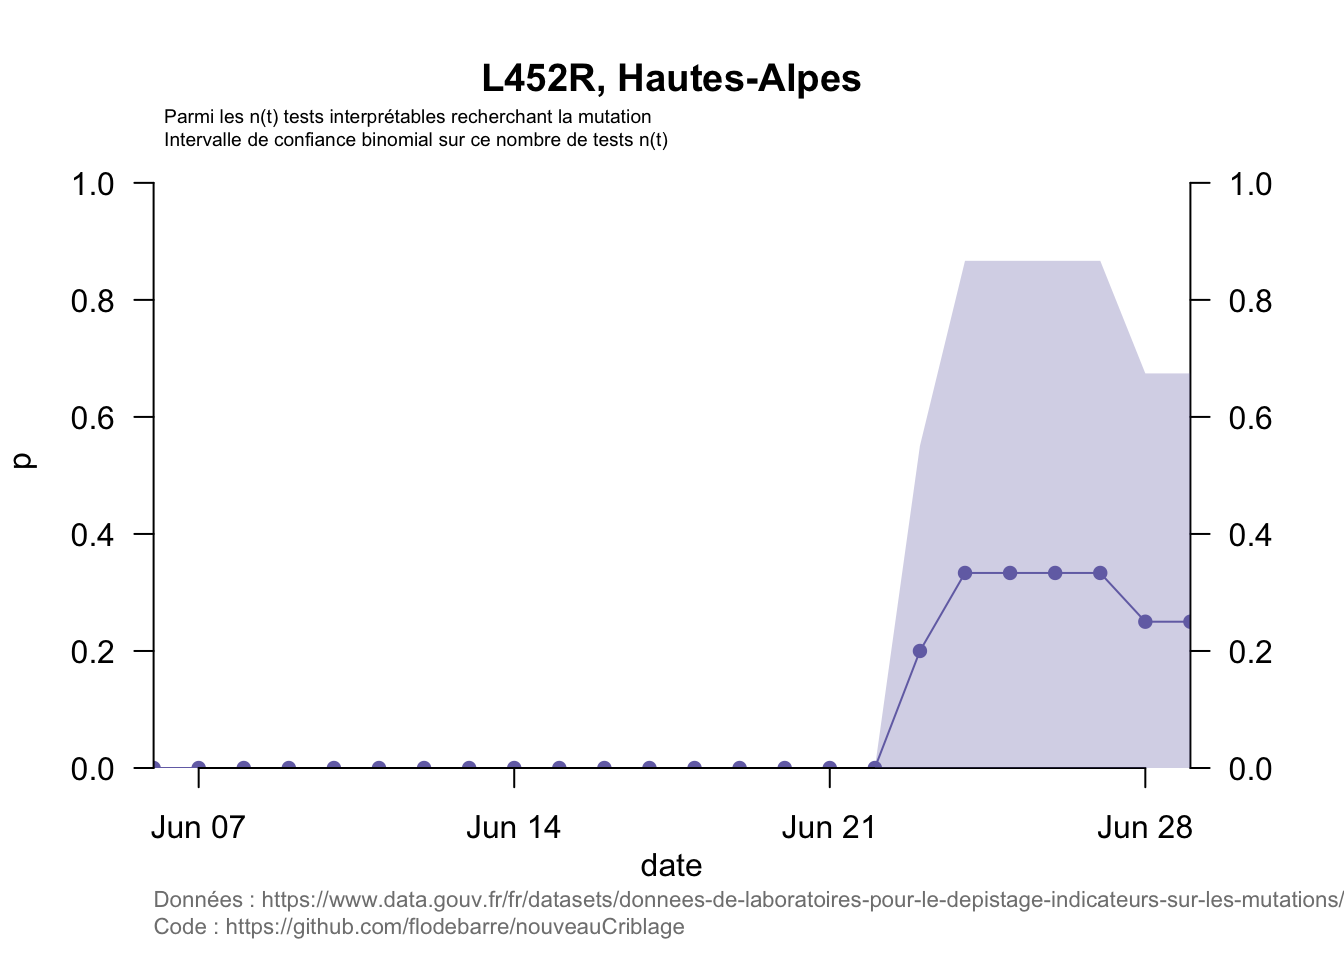 L452R, Hautes-Alpes
Parmi les n(t) tests interprétables recherchant la mutation
Intervalle de confiance binomial sur ce nombre de tests n(t)
1.0
1.0
0.8
0.8
0.6
0.6
p
0.4
0.4
0.2
0.2
0.0
0.0
Jun 07 Jun 14 Jun 21 Jun 28
date
Données : https://www.data.gouv.fr/fr/datasets/donnees-de-laboratoires-pour-le-depistage-indicateurs-sur-les-mutations/
Code : https://github.com/flodebarre/nouveauCriblage